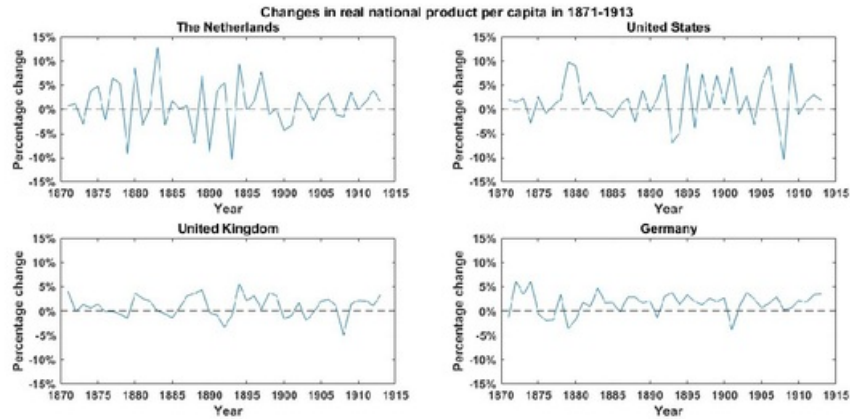 Changes in real national product per capita in 1871-1913
The Netherlands
15%
10%
5%
0%
-5%
-10%
-15%
Percentage change
1870 1875 1880 1885 1890 1895 1900 1905 1910 1915
Year
United States
15%
10%
5%
0%
-5%
-10%
-15%
Percentage change
1870 1875 1880 1885 1890 1895 1900 1905 1910 1915
Year
United Kingdom
15%
10%
5%
0%
-5%
-10%
-15%
Percentage change
1870 1875 1880 1885 1890 1895 1900 1905 1910 1915
Year
Germany
15%
10%
5%
0%
-5%
-10%
-15%
Percentage change
1870 1875 1880 1885 1890 1895 1900 1905 1910 1915
Year